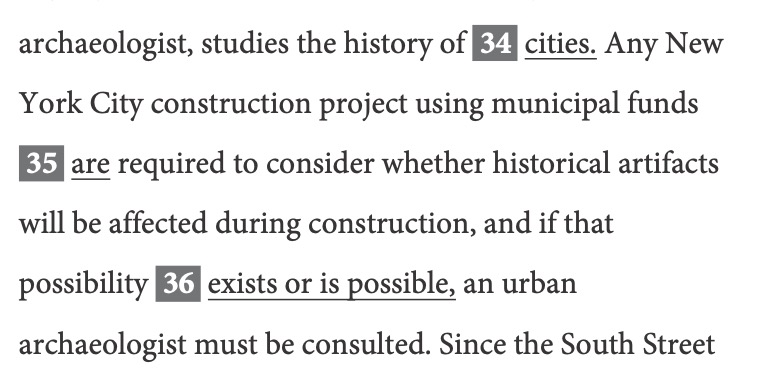 archaeologist, studies the history of 34 cities. Any New
York City construction project using municipal funds
35 are required to consider whether historical artifacts
will be affected during construction, and if that
possibility 36 exists or is possible, an urban
archaeologist must be consulted. Since the South Street